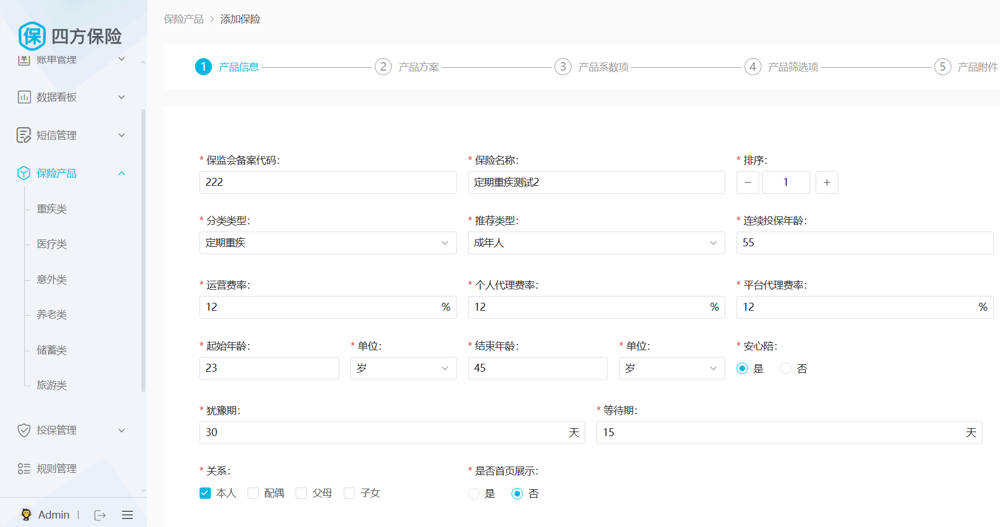 保 四方保险
账单管理
数据看板
短信管理
保险产品
重疾类
医疗类
意外类
养老类
储蓄类
旅游类
投保管理
规则管理
Admin
保险产品 > 添加保险
1 产品信息 2 产品方案 3 产品系数项 4 产品筛选项 5 产品附件
* 保监会备案代码: * 保险名称: * 排序:
222 定期重疾测试2 − 1 +
* 分类类型: * 推荐类型: * 连续投保年龄:
定期重疾 成年人 55
* 运营费率: * 个人代理费率: * 平台代理费率:
12 % 12 % 12 %
* 起始年龄: * 单位: * 结束年龄: * 单位: * 安心陪:
23 岁 45 岁 是 否
* 犹豫期: * 等待期:
30 天 15 天
* 关系: * 是否首页展示:
本人 配偶 父母 子女 是 否